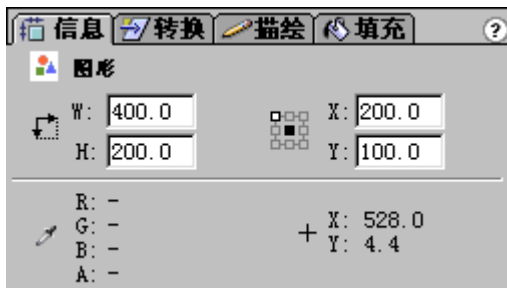 信息 转换 描绘 填充 ?
图形
W: 400.0 X: 200.0
H: 200.0 Y: 100.0
R: -
G: - X: 528.0
B: - Y: 4.4
A: -